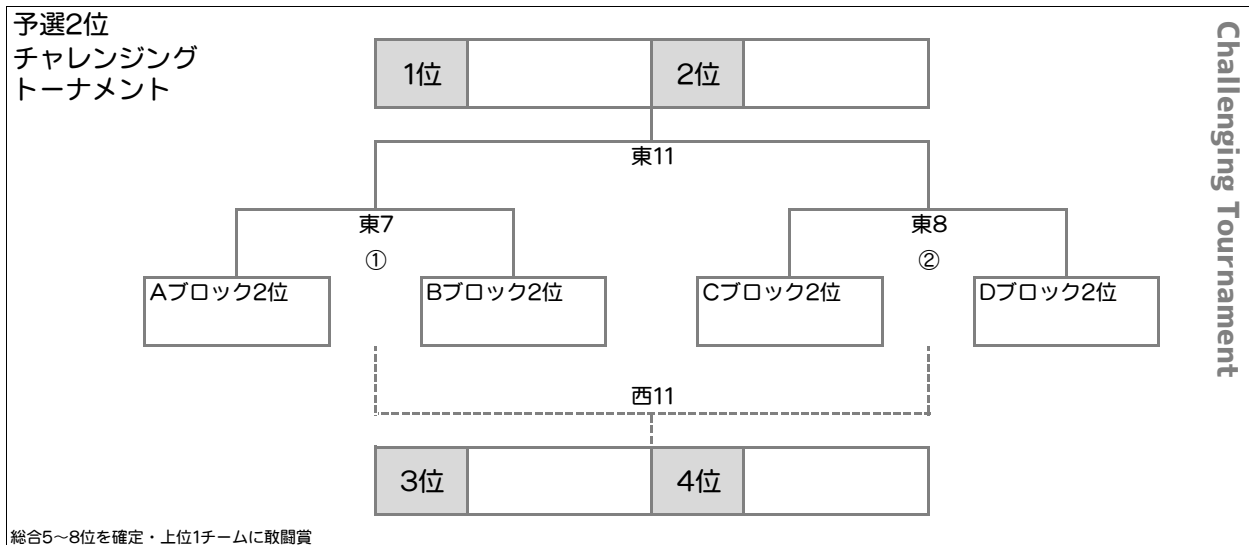 予選2位
チャレンジング
トーナメント
1位
2位
東11
東7
①
東8
②
Aブロック2位
Bブロック2位
Cブロック2位
Dブロック2位
西11
3位
4位
総合5～8位を確定・上位1チームに敢闘賞
Challenging Tournament